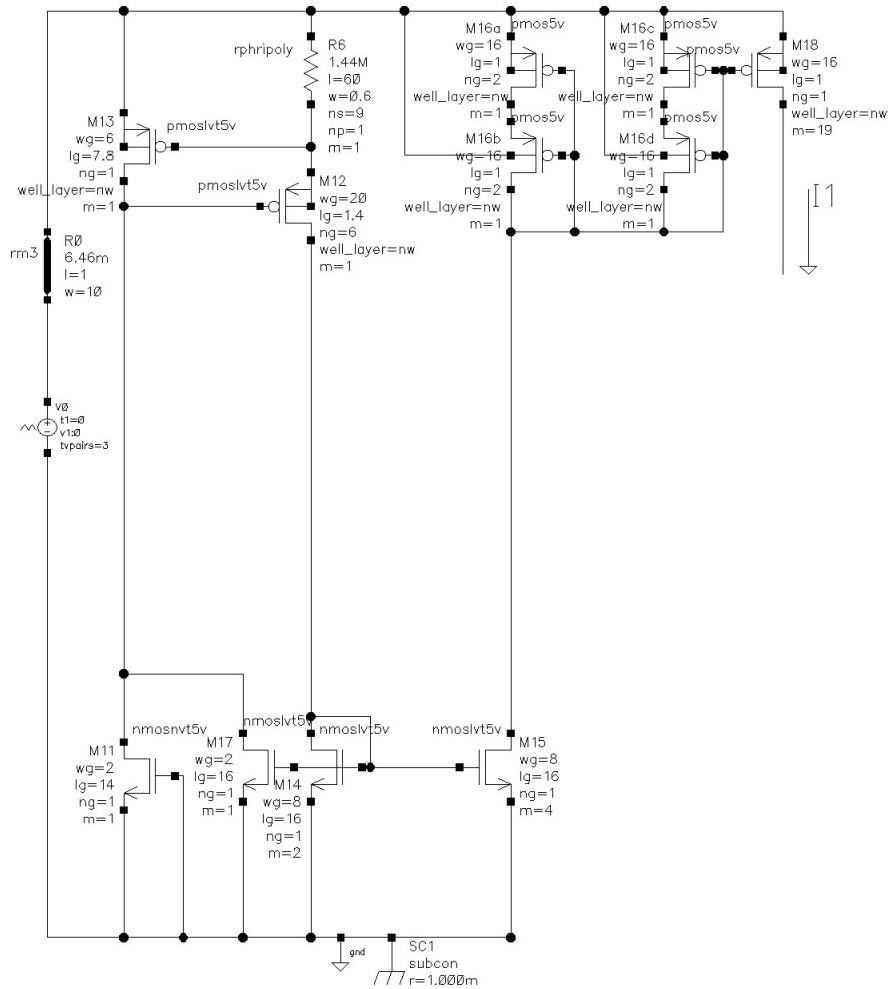 M16a
pmos5v
wg=16
lg=1
ng=2
well_layer=nw
m=1
M16c
pmos5v
wg=16
lg=1
ng=2
well_layer=nw
m=1
pmos5v
M18
wg=16
lg=1
ng=1
well_layer=nw
m=19
rphripoly
R6
1.44M
l=60
w=0.6
ns=9
np=1
m=1
M13
pmoslvt5v
wg=6
lg=7.8
ng=1
well_layer=nw
m=1
pmoslvt5v
M12
wg=20
lg=1.4
ng=6
well_layer=nw
m=1
pmos5v
M16b
wg=16
lg=1
ng=2
well_layer=nw
m=1
pmos5v
M16d
wg=16
lg=1
ng=2
well_layer=nw
m=1
I1
rm3
R0
6.46m
l=1
w=10
V0
t1=0
v1:0
tvpairs=3
nmosnvt5v
M11
wg=2
lg=14
ng=1
m=1
nmoslvt5v
M17
wg=2
lg=16
ng=1
m=1
nmoslvt5v
M14
wg=8
lg=16
ng=1
m=2
nmoslvt5v
M15
wg=8
lg=16
ng=1
m=4
gnd
SC1
subcon
r=1.000m